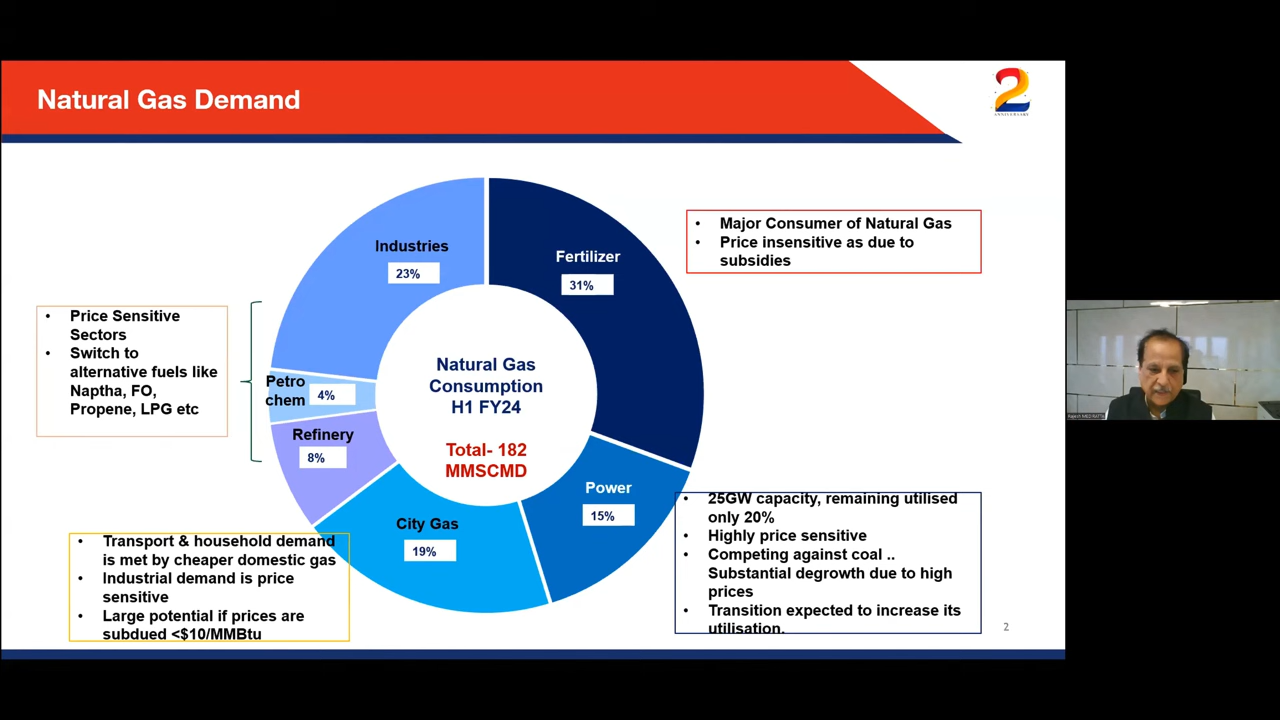 Natural Gas Demand
2
ANNIVERSARY
Industries
23%
Fertilizer
31%
• Major Consumer of Natural Gas
• Price insensitive as due to
subsidies
• Price Sensitive
Sectors
• Switch to
alternative fuels like
Naptha, FO,
Propene, LPG etc
Petro
chem
4%
Refinery
8%
Natural Gas
Consumption
H1 FY24
Total- 182
MMSCMD
Power
15%
City Gas
19%
• Transport & household demand
is met by cheaper domestic gas
• Industrial demand is price
sensitive
• Large potential if prices are
subdued <$10/MMBtu
• 25GW capacity, remaining utilised
only 20%
• Highly price sensitive
• Competing against coal ..
Substantial degrowth due to high
prices
• Transition expected to increase its
utilisation.
2
Rajesh MEDIRATTA